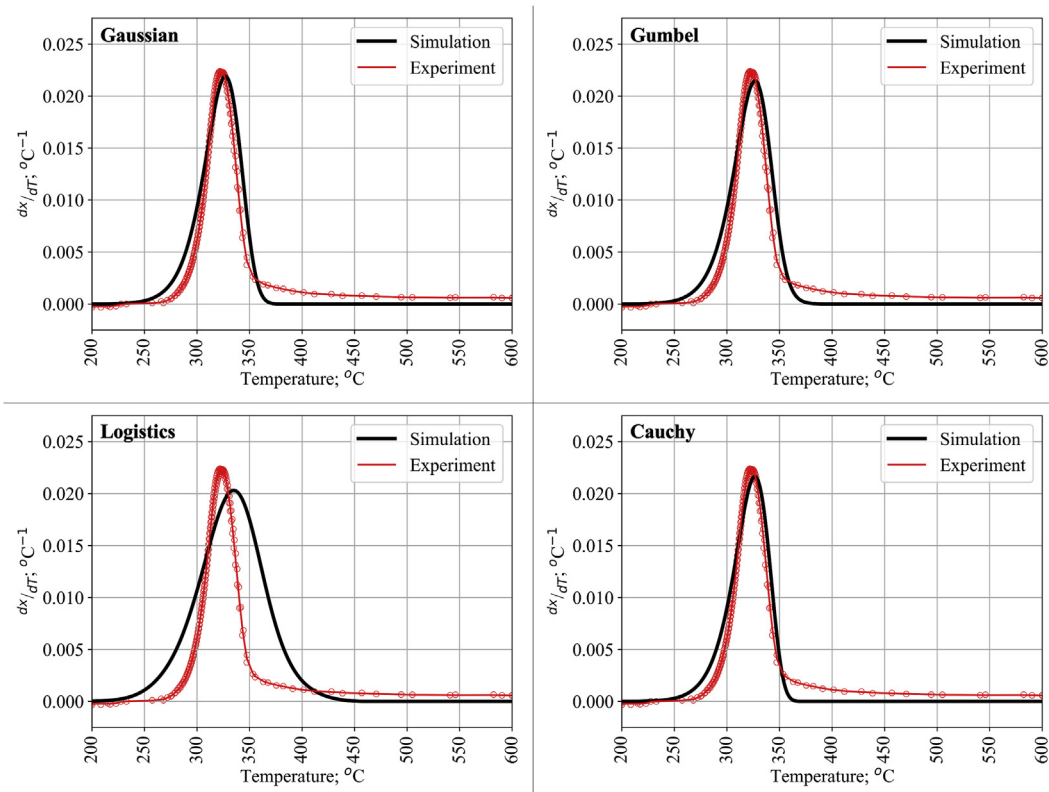 Gaussian
Simulation
Experiment
0.025
0.020
0.015
0.010
0.005
0.000
dx/dT; °C⁻¹
200 250 300 350 400 450 500 550 600
Temperature; °C
Gumbel
Simulation
Experiment
0.025
0.020
0.015
0.010
0.005
0.000
dx/dT; °C⁻¹
200 250 300 350 400 450 500 550 600
Temperature; °C
Logistics
Simulation
Experiment
0.025
0.020
0.015
0.010
0.005
0.000
dx/dT; °C⁻¹
200 250 300 350 400 450 500 550 600
Temperature; °C
Cauchy
Simulation
Experiment
0.025
0.020
0.015
0.010
0.005
0.000
dx/dT; °C⁻¹
200 250 300 350 400 450 500 550 600
Temperature; °C